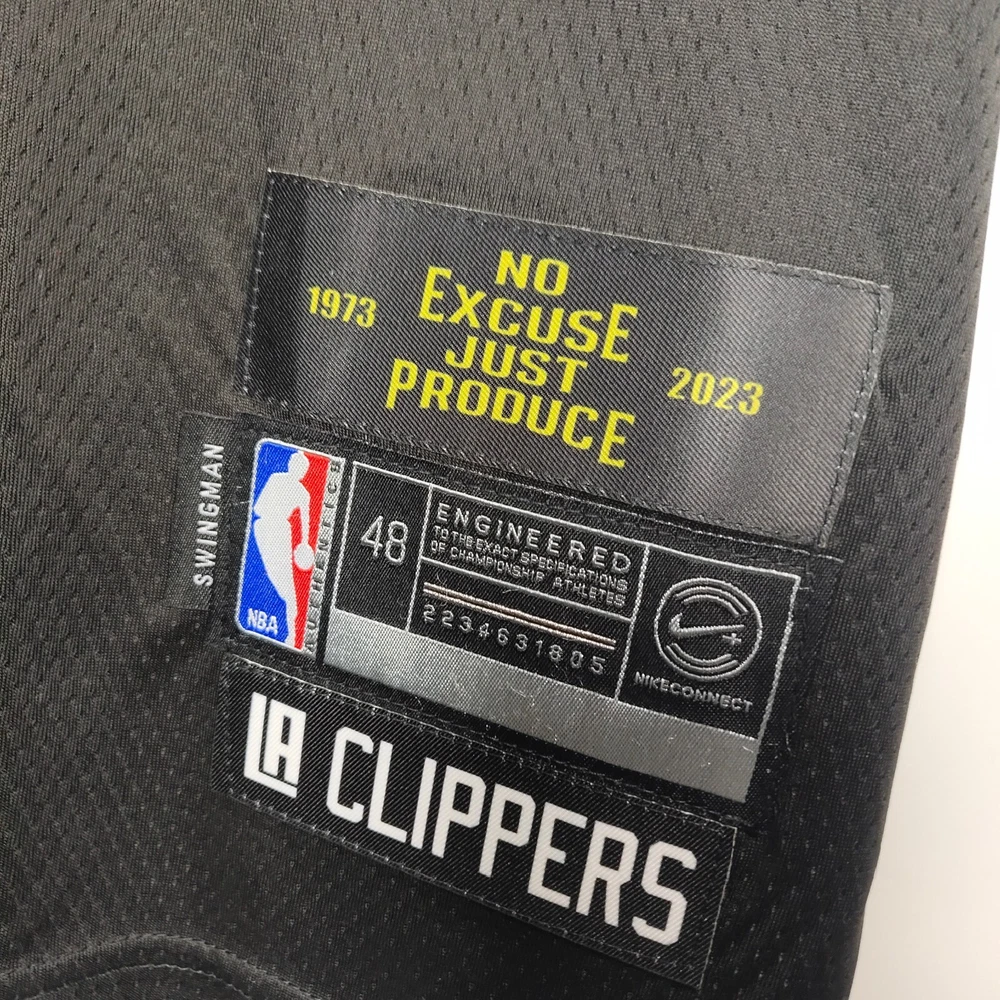 NO
EXCUSE
JUST
PRODUCE
1973
2023
SWINGMAN
NBA
AUTHENTICS
48
ENGINEERED
TO THE EXACT SPECIFICATIONS
OF CHAMPIONSHIP ATHLETES
2234631805
NIKECONNECT
LA CLIPPERS